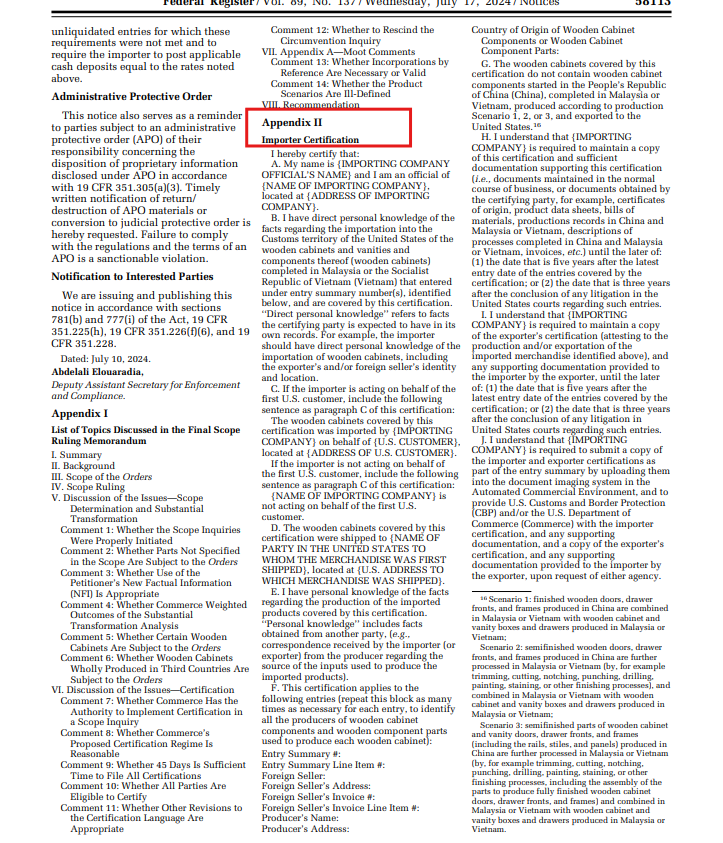 Federal Register / Vol. 89, No. 137 / Wednesday, July 17, 2024 / Notices 58113
unliquidated entries for which these
requirements were not met and to
require the importer to post applicable
cash deposits equal to the rates noted
above.
Administrative Protective Order
This notice also serves as a reminder
to parties subject to an administrative
protective order (APO) of their
responsibility concerning the
disposition of proprietary information
disclosed under APO in accordance
with 19 CFR 351.305(a)(3). Timely
written notification of return/
destruction of APO materials or
conversion to judicial protective order is
hereby requested. Failure to comply
with the regulations and the terms of an
APO is a sanctionable violation.
Notification to Interested Parties
We are issuing and publishing this
notice in accordance with sections
781(b) and 777(i) of the Act, 19 CFR
351.225(h), 19 CFR 351.226(f)(6), and 19
CFR 351.228.
Dated: July 10, 2024.
Abdelali Elouaradia,
Deputy Assistant Secretary for Enforcement
and Compliance.
Appendix I
List of Topics Discussed in the Final Scope
Ruling Memorandum
I. Summary
II. Background
III. Scope of the Orders
IV. Scope Ruling
V. Discussion of the Issues—Scope
Determination and Substantial
Transformation
Comment 1: Whether the Scope Inquiries
Were Properly Initiated
Comment 2: Whether Parts Not Specified
in the Scope Are Subject to the Orders
Comment 3: Whether Use of the
Petitioner's New Factual Information
(NFI) Is Appropriate
Comment 4: Whether Commerce Weighted
Outcomes of the Substantial
Transformation Analysis
Comment 5: Whether Certain Wooden
Cabinets Are Subject to the Orders
Comment 6: Whether Wooden Cabinets
Wholly Produced in Third Countries Are
Subject to the Orders
VI. Discussion of the Issues—Certification
Comment 7: Whether Commerce Has the
Authority to Implement Certification in
a Scope Inquiry
Comment 8: Whether Commerce's
Proposed Certification Regime Is
Reasonable
Comment 9: Whether 45 Days Is Sufficient
Time to File All Certifications
Comment 10: Whether All Parties Are
Eligible to Certify
Comment 11: Whether Other Revisions to
the Certification Language Are
Appropriate
Comment 12: Whether to Rescind the
Circumvention Inquiry
VII. Appendix A—Moot Comments
Comment 13: Whether Incorporations by
Reference Are Necessary or Valid
Comment 14: Whether the Product
Scenarios Are Ill-Defined
VIII. Recommendation
Appendix II
Importer Certification
I hereby certify that:
A. My name is {IMPORTING COMPANY
OFFICIAL'S NAME} and I am an official of
{NAME OF IMPORTING COMPANY},
located at {ADDRESS OF IMPORTING
COMPANY}.
B. I have direct personal knowledge of the
facts regarding the importation into the
Customs territory of the United States of the
wooden cabinets and vanities and
components thereof (wooden cabinets)
completed in Malaysia or the Socialist
Republic of Vietnam (Vietnam) that entered
under entry summary number(s), identified
below, and are covered by this certification.
‘‘Direct personal knowledge’’ refers to facts
the certifying party is expected to have in its
own records. For example, the importer
should have direct personal knowledge of the
importation of wooden cabinets, including
the exporter's and/or foreign seller's identity
and location.
C. If the importer is acting on behalf of the
first U.S. customer, include the following
sentence as paragraph C of this certification:
The wooden cabinets covered by this
certification was imported by {IMPORTING
COMPANY} on behalf of {U.S. CUSTOMER},
located at {ADDRESS OF U.S. CUSTOMER}.
If the importer is not acting on behalf of
the first U.S. customer, include the following
sentence as paragraph C of this certification:
{NAME OF IMPORTING COMPANY} is
not acting on behalf of the first U.S.
customer.
D. The wooden cabinets covered by this
certification were shipped to {NAME OF
PARTY IN THE UNITED STATES TO
WHOM THE MERCHANDISE WAS FIRST
SHIPPED}, located at {U.S. ADDRESS TO
WHICH MERCHANDISE WAS SHIPPED}.
E. I have personal knowledge of the facts
regarding the production of the imported
products covered by this certification.
‘‘Personal knowledge’’ includes facts
obtained from another party, (e.g.,
correspondence received by the importer (or
exporter) from the producer regarding the
source of the inputs used to produce the
imported products).
F. This certification applies to the
following entries (repeat this block as many
times as necessary for each entry, to identify
all the producers of wooden cabinet
components and wooden component parts
used to produce each wooden cabinet):
Entry Summary #:
Entry Summary Line Item #:
Foreign Seller:
Foreign Seller's Address:
Foreign Seller's Invoice #:
Foreign Seller's Invoice Line Item #:
Producer's Name:
Producer's Address:
Country of Origin of Wooden Cabinet
Components or Wooden Cabinet
Component Parts:
G. The wooden cabinets covered by this
certification do not contain wooden cabinet
components started in the People's Republic
of China (China), completed in Malaysia or
Vietnam, produced according to production
Scenario 1, 2, or 3, and exported to the
United States.16
H. I understand that {IMPORTING
COMPANY} is required to maintain a copy
of this certification and sufficient
documentation supporting this certification
(i.e., documents maintained in the normal
course of business, or documents obtained by
the certifying party, for example, certificates
of origin, product data sheets, bills of
materials, productions records in China and
Malaysia or Vietnam, descriptions of
processes completed in China and Malaysia
or Vietnam, invoices, etc.) until the later of:
(1) the date that is five years after the latest
entry date of the entries covered by the
certification; or (2) the date that is three years
after the conclusion of any litigation in the
United States courts regarding such entries.
I. I understand that {IMPORTING
COMPANY} is required to maintain a copy
of the exporter's certification (attesting to the
production and/or exportation of the
imported merchandise identified above), and
any supporting documentation provided to
the importer by the exporter, until the later
of: (1) the date that is five years after the
latest entry date of the entries covered by the
certification; or (2) the date that is three years
after the conclusion of any litigation in
United States courts regarding such entries.
J. I understand that {IMPORTING
COMPANY} is required to submit a copy of
the importer and exporter certifications as
part of the entry summary by uploading them
into the document imaging system in the
Automated Commercial Environment, and to
provide U.S. Customs and Border Protection
(CBP) and/or the U.S. Department of
Commerce (Commerce) with the importer
certification, and any supporting
documentation, and a copy of the exporter's
certification, and any supporting
documentation provided to the importer by
the exporter, upon request of either agency.
16 Scenario 1: finished wooden doors, drawer
fronts, and frames produced in China are combined
in Malaysia or Vietnam with wooden cabinet and
vanity boxes and drawers produced in Malaysia or
Vietnam;
Scenario 2: semifinished wooden doors, drawer
fronts, and frames produced in China are further
processed in Malaysia or Vietnam (by, for example
trimming, cutting, notching, punching, drilling,
painting, staining, or other finishing processes), and
combined in Malaysia or Vietnam with wooden
cabinet and vanity boxes and drawers produced in
Malaysia or Vietnam;
Scenario 3: semifinished parts of wooden cabinet
and vanity doors, drawer fronts, and frames
(including the rails, stiles, and panels) produced in
China are further processed in Malaysia or Vietnam
(by, for example trimming, cutting, notching,
punching, drilling, painting, staining, or other
finishing processes, including the assembly of the
parts to produce fully finished wooden cabinet
doors, drawer fronts, and frames) and combined in
Malaysia or Vietnam with wooden cabinet and
vanity boxes and drawers produced in Malaysia or
Vietnam.